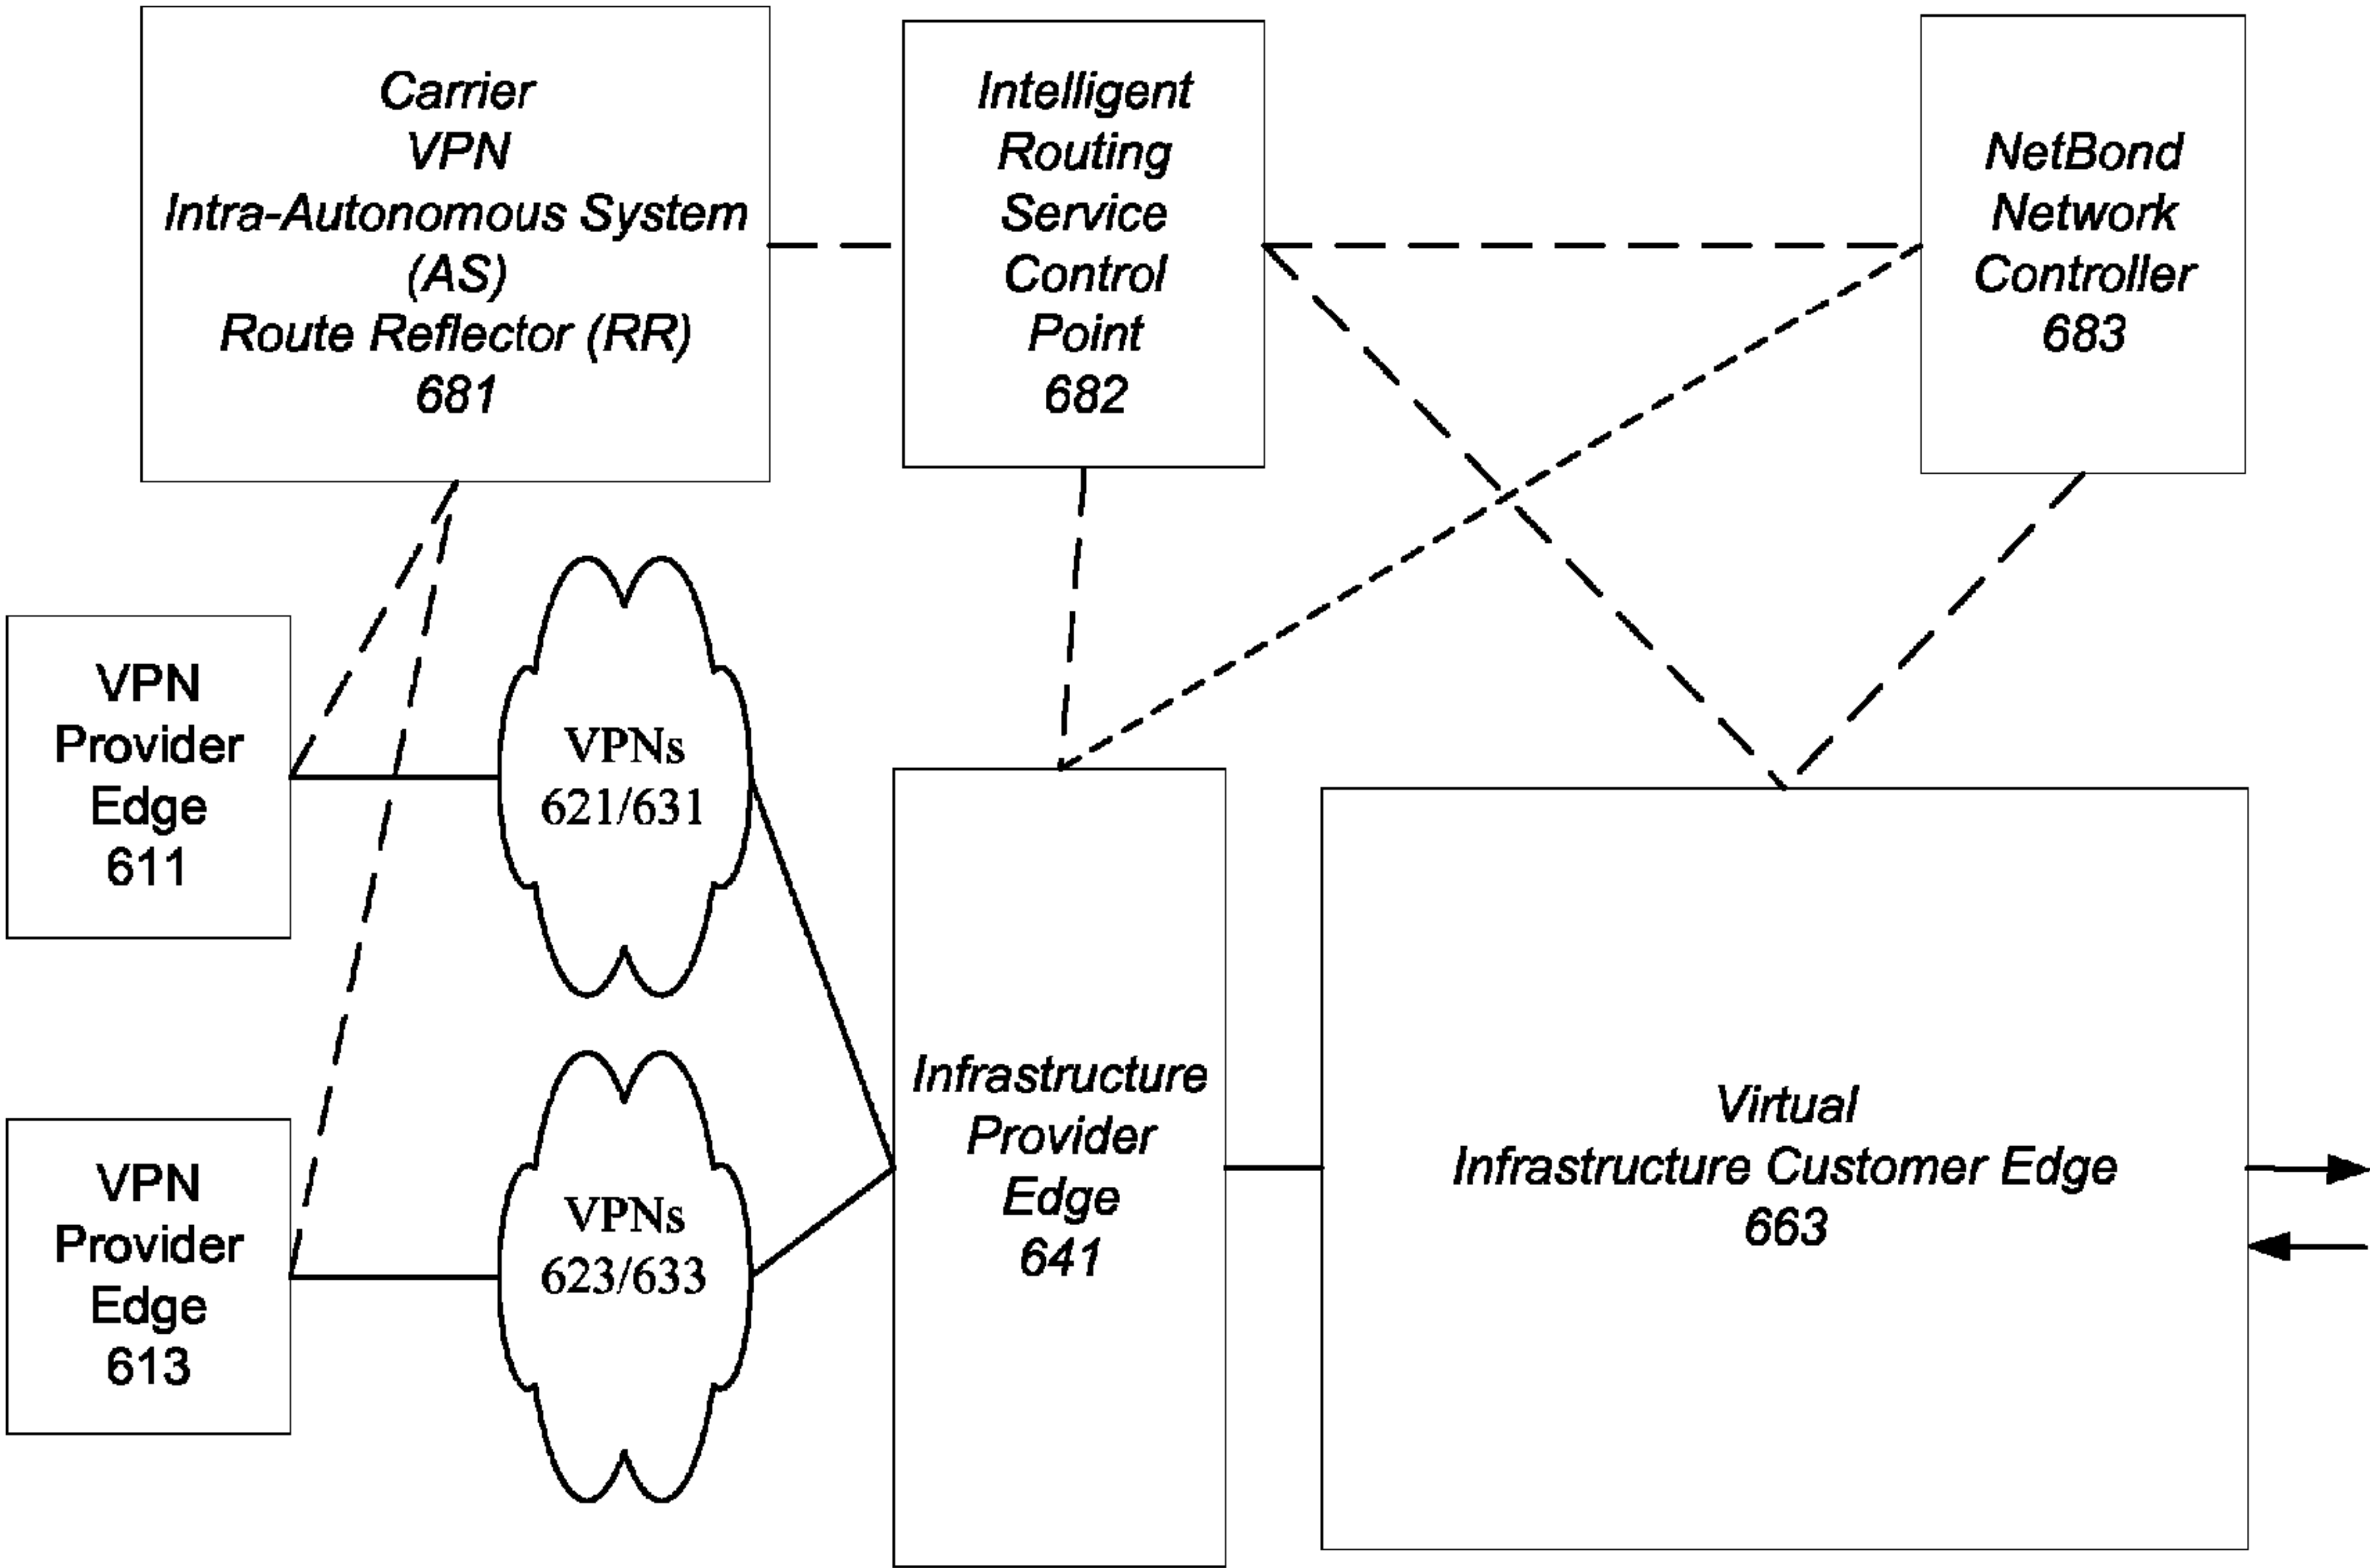 Carrier
VPN
Intra-Autonomous System
(AS)
Route Reflector (RR)
681
Intelligent
Routing
Service
Control
Point
682
NetBond
Network
Controller
683
VPN
Provider
Edge
611
VPNs
621/631
VPN
Provider
Edge
613
VPNs
623/633
Infrastructure
Provider
Edge
641
Virtual
Infrastructure Customer Edge
663